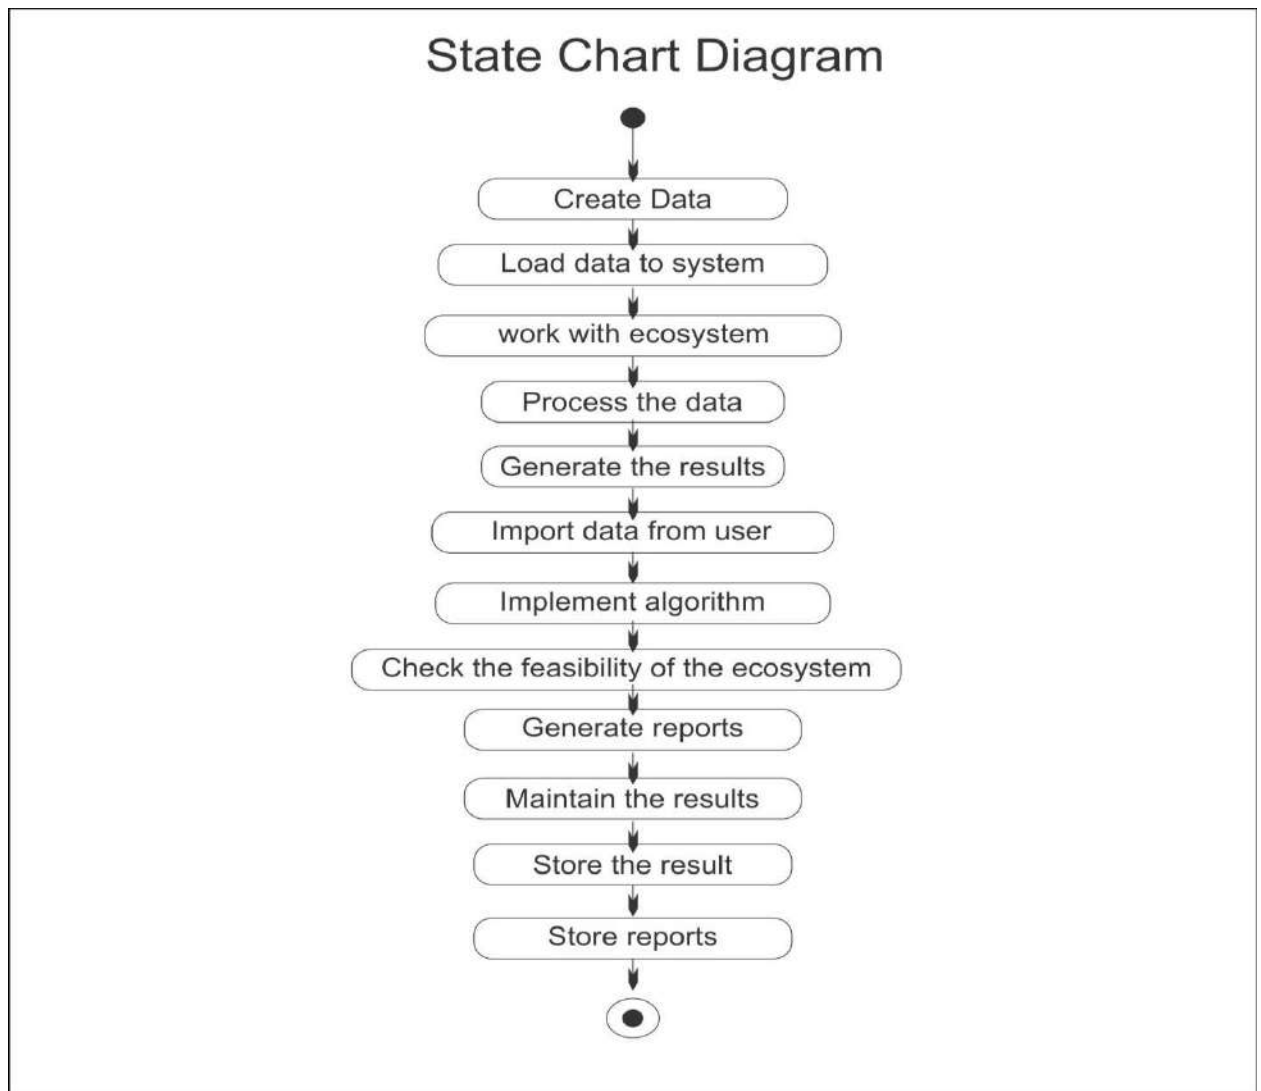 State Chart Diagram
Create Data
Load data to system
work with ecosystem
Process the data
Generate the results
Import data from user
Implement algorithm
Check the feasibility of the ecosystem
Generate reports
Maintain the results
Store the result
Store reports